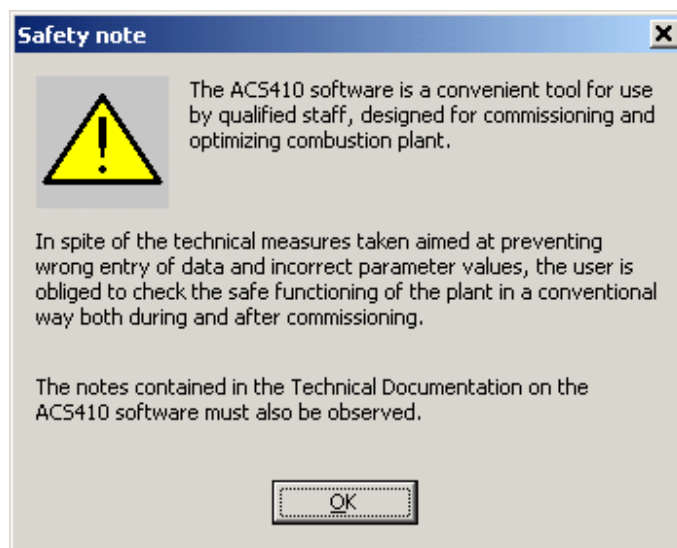 Safety note
The ACS410 software is a convenient tool for use
by qualified staff, designed for commissioning and
optimizing combustion plant.
In spite of the technical measures taken aimed at preventing
wrong entry of data and incorrect parameter values, the user is
obliged to check the safe functioning of the plant in a conventional
way both during and after commissioning.
The notes contained in the Technical Documentation on the
ACS410 software must also be observed.
OK